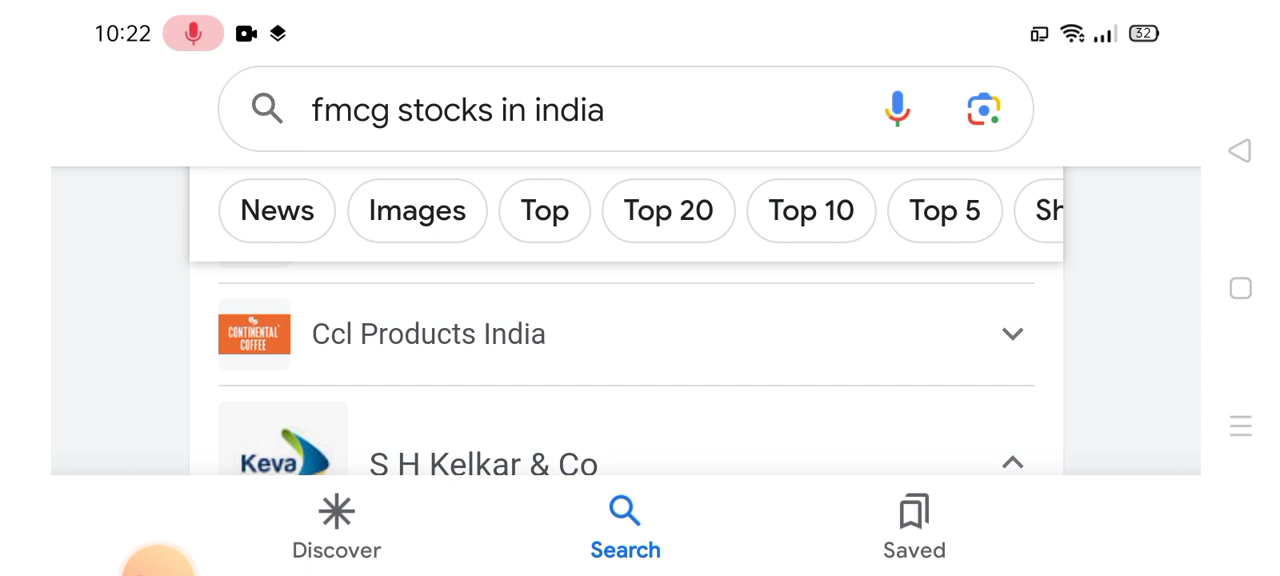 10:22
32
fmcg stocks in india
News Images Top Top 20 Top 10 Top 5 Sh
CONTINENTAL
COFFEE
Ccl Products India
Keva
S H Kelkar & Co
Discover Search Saved